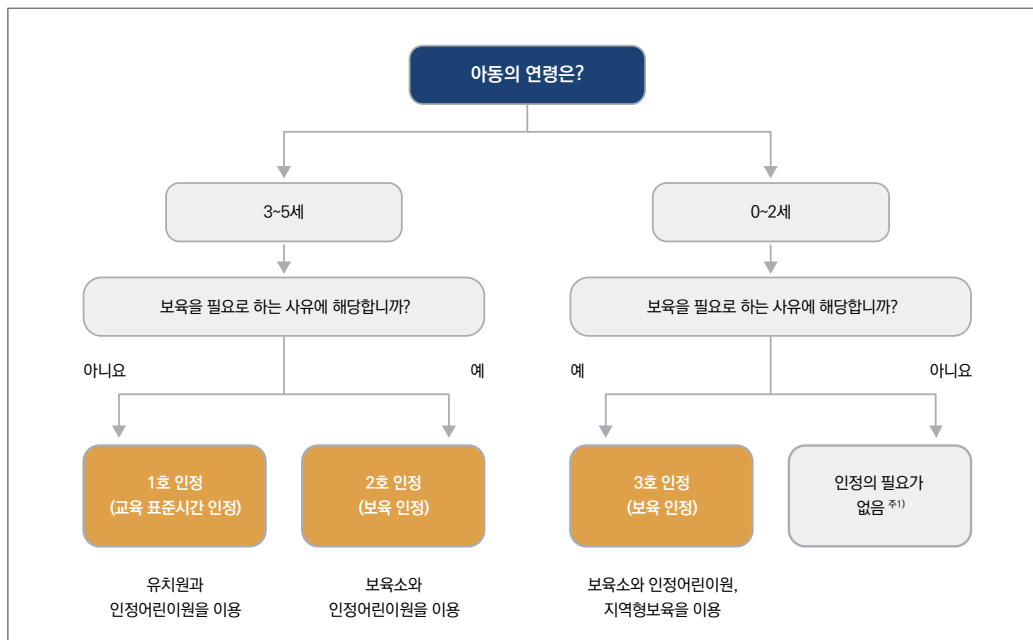 아동의 연령은?
3~5세
0~2세
보육을 필요로 하는 사유에 해당합니까?
보육을 필요로 하는 사유에 해당합니까?
아니요
예
예
아니요
1호 인정
(교육 표준시간 인정)
2호 인정
(보육 인정)
3호 인정
(보육 인정)
인정의 필요가
없음 주1)
유치원과
인정어린이원을 이용
보육소와
인정어린이원을 이용
보육소와 인정어린이원,
지역형보육을 이용